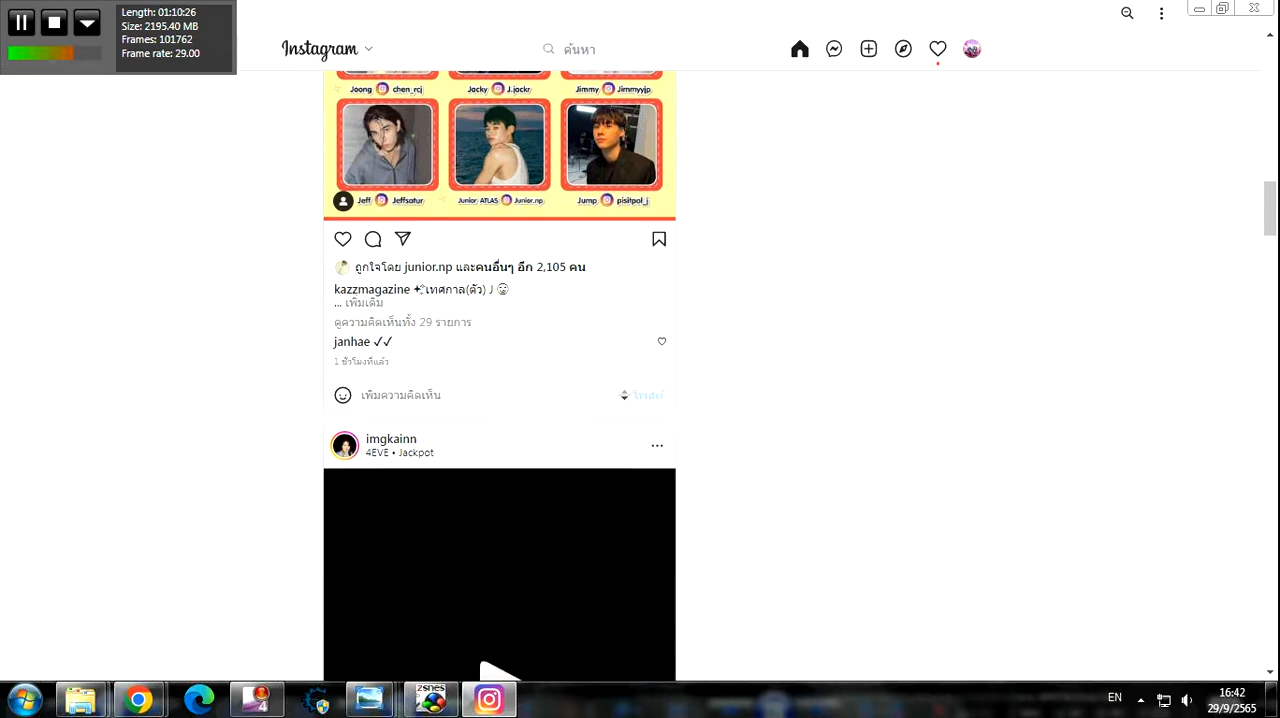 Length: 01:10:26
Size: 2195.40 MB
Frames: 101762
Frame rate: 29.00
Instagram
ค้นหา
Joong chen_rcj
Jacky J.jackr
Jimmy Jimmyyjp
Jeff Jeffsatur
Junior ATLAS Junior.np
Jump pisitpol_j
ถูกใจโดย junior.np และคนอื่นๆ อีก 2,105 คน
kazzmagazine ✨เทศกาล(ตัว) J
... เพิ่มเติม
ดูความคิดเห็นทั้ง 29 รายการ
janhae ✓✓
1 ชั่วโมงที่แล้ว
เพิ่มความคิดเห็น
โพสต์
imgkainn
4EVE • Jackpot
4
ZSNES
EN
16:42
29/9/2565